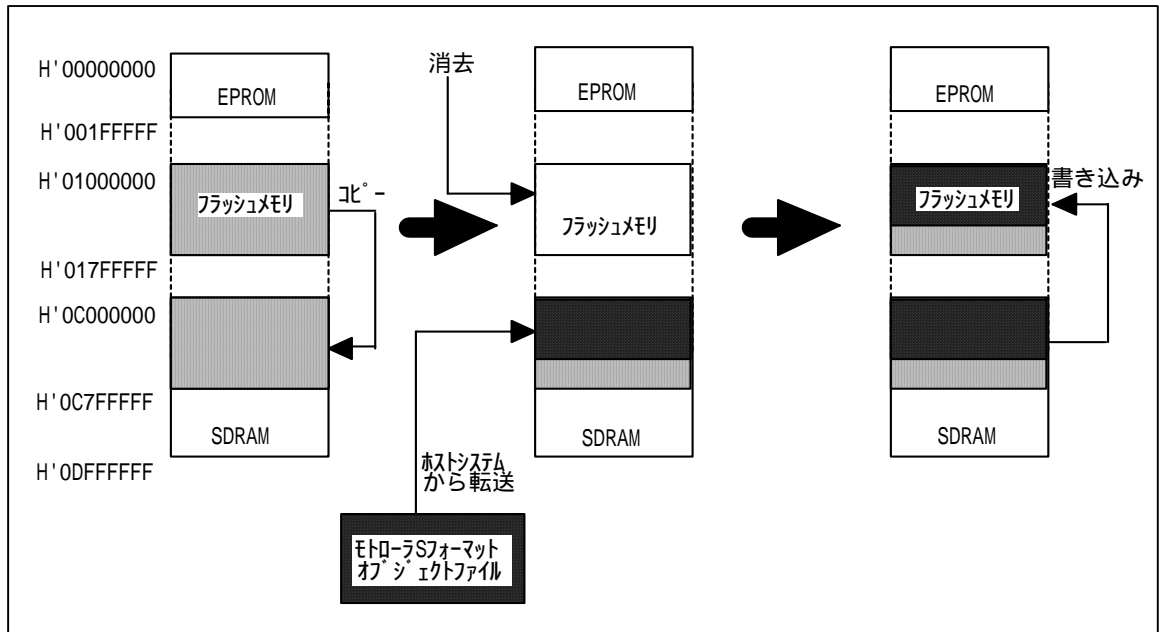 H'00000000
EPROM
H'001FFFFF
H'01000000
フラッシュメモリ
コピー
H'017FFFFF
H'0C000000
H'0C7FFFFF
SDRAM
H'0DFFFFFF
消去
EPROM
フラッシュメモリ
SDRAM
ホストシステム
から転送
モトローラSフォーマット
オブジェクトファイル
EPROM
書き込み
フラッシュメモリ
SDRAM